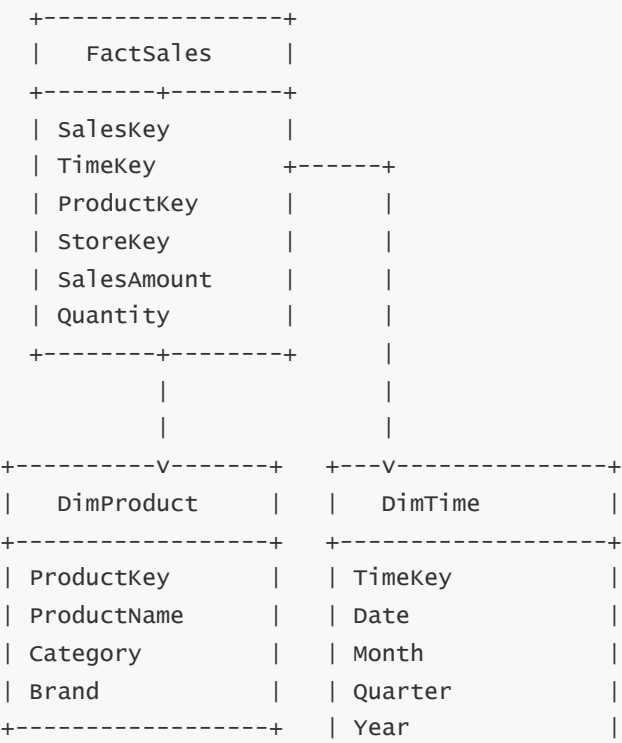 FactSales
SalesKey
TimeKey
ProductKey
StoreKey
SalesAmount
Quantity
DimProduct
ProductKey
ProductName
Category
Brand
DimTime
TimeKey
Date
Month
Quarter
Year